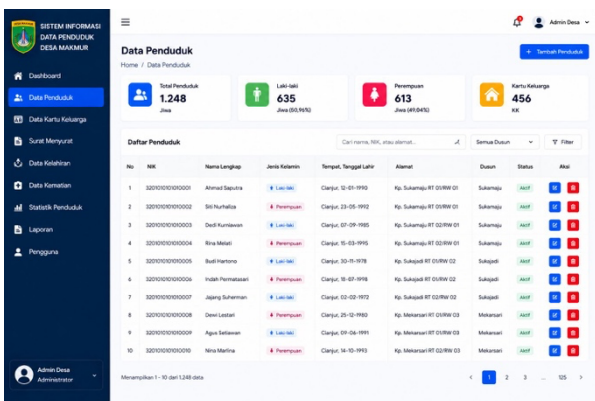 SISTEM INFORMASI
DATA PENDUDUK
DESA MAKMUR
Admin Desa
Dashboard
Data Penduduk
Data Kartu Keluarga
Surat Menyurat
Data Kelahiran
Data Kematian
Statistik Penduduk
Laporan
Pengguna
Admin Desa
Administrator
Data Penduduk
Home / Data Penduduk
+ Tambah Penduduk
Total Penduduk
1.248
Jiwa
Laki-laki
635
Jiwa (50,96%)
Perempuan
613
Jiwa (49,04%)
Kartu Keluarga
456
KK
Daftar Penduduk
Cari nama, NIK, atau alamat...
Semua Dusun
Filter
No NIK Nama Lengkap Jenis Kelamin Tempat, Tanggal Lahir Alamat Dusun Status Aksi
1 3201010101010001 Ahmad Saputra Laki-laki Cianjur, 12-01-1990 Kp. Sukamaju RT 01/RW 01 Sukamaju Aktif
2 3201010101010002 Siti Nurhaliza Perempuan Cianjur, 23-05-1992 Kp. Sukamaju RT 01/RW 01 Sukamaju Aktif
3 3201010101010003 Dedi Kurniawan Laki-laki Cianjur, 07-09-1985 Kp. Sukamaju RT 02/RW 01 Sukamaju Aktif
4 3201010101010004 Rina Melati Perempuan Cianjur, 15-03-1995 Kp. Sukamaju RT 02/RW 01 Sukamaju Aktif
5 3201010101010005 Budi Hartono Laki-laki Cianjur, 30-11-1978 Kp. Sukajadi RT 01/RW 02 Sukajadi Aktif
6 3201010101010006 Indah Permatasari Perempuan Cianjur, 18-07-1998 Kp. Sukajadi RT 01/RW 02 Sukajadi Aktif
7 3201010101010007 Jajang Suherman Laki-laki Cianjur, 02-02-1972 Kp. Sukajadi RT 02/RW 02 Sukajadi Aktif
8 3201010101010008 Dewi Lestari Perempuan Cianjur, 25-12-1980 Kp. Mekarsari RT 01/RW 03 Mekarsari Aktif
9 3201010101010009 Agus Setiawan Laki-laki Cianjur, 09-06-1991 Kp. Mekarsari RT 01/RW 03 Mekarsari Aktif
10 3201010101010010 Nina Marlina Perempuan Cianjur, 14-10-1993 Kp. Mekarsari RT 02/RW 03 Mekarsari Aktif
Menampilkan 1 - 10 dari 1.248 data
< 1 2 3 ... 125 >